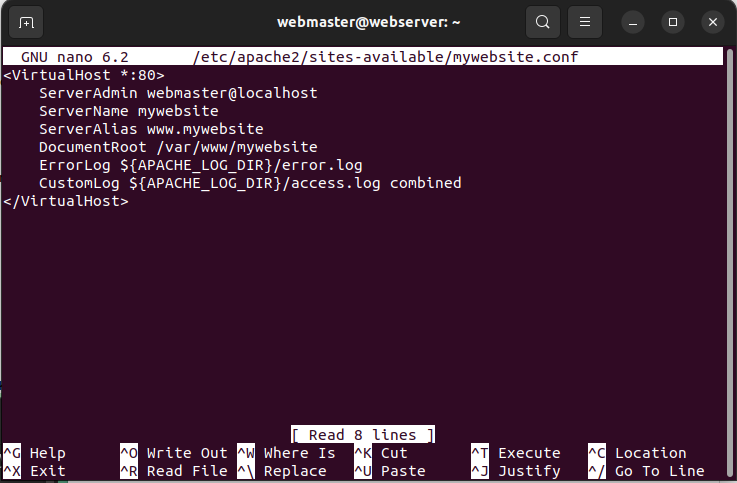 webmaster@webserver: ~
GNU nano 6.2 /etc/apache2/sites-available/mywebsite.conf
<VirtualHost *:80>
    ServerAdmin webmaster@localhost
    ServerName mywebsite
    ServerAlias www.mywebsite
    DocumentRoot /var/www/mywebsite
    ErrorLog ${APACHE_LOG_DIR}/error.log
    CustomLog ${APACHE_LOG_DIR}/access.log combined
</VirtualHost>
[ Read 8 lines ]
^G Help ^O Write Out ^W Where Is ^K Cut ^T Execute ^C Location
^X Exit ^R Read File ^\ Replace ^U Paste ^J Justify ^/ Go To Line